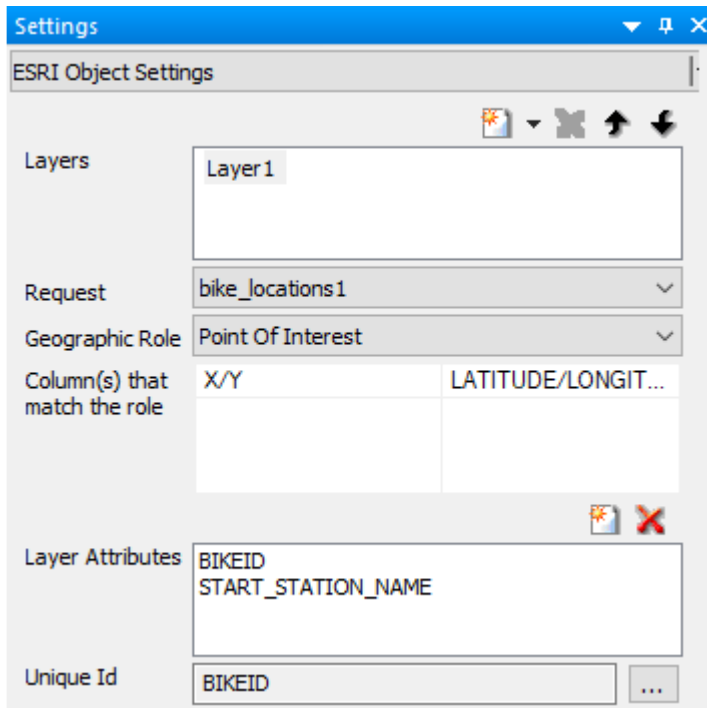 Settings
ESRI Object Settings
Layers
Layer1
Request
bike_locations1
Geographic Role
Point Of Interest
Column(s) that
match the role
X/Y
LATITUDE/LONGIT...
Layer Attributes
BIKEID
START_STATION_NAME
Unique Id
BIKEID
...